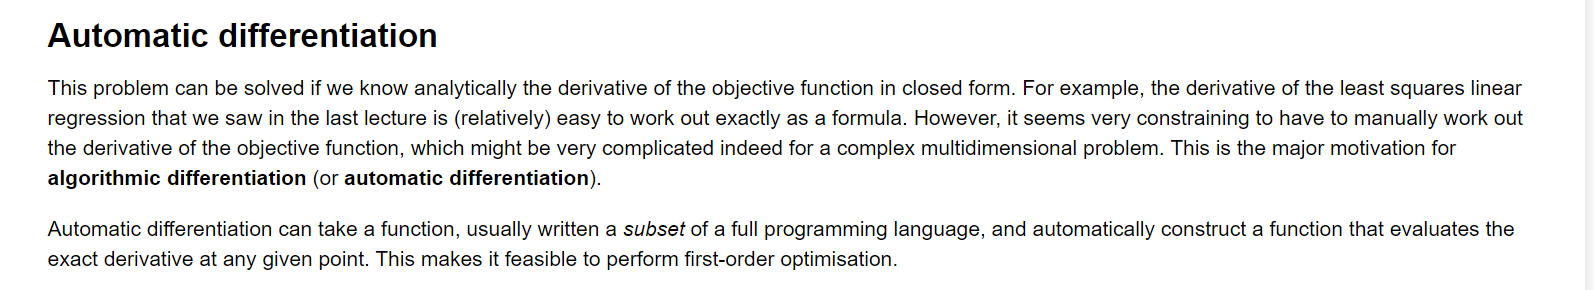 Automatic differentiation
This problem can be solved if we know analytically the derivative of the objective function in closed form. For example, the derivative of the least squares linear
regression that we saw in the last lecture is (relatively) easy to work out exactly as a formula. However, it seems very constraining to have to manually work out
the derivative of the objective function, which might be very complicated indeed for a complex multidimensional problem. This is the major motivation for
algorithmic differentiation (or automatic differentiation).
Automatic differentiation can take a function, usually written a subset of a full programming language, and automatically construct a function that evaluates the
exact derivative at any given point. This makes it feasible to perform first-order optimisation.